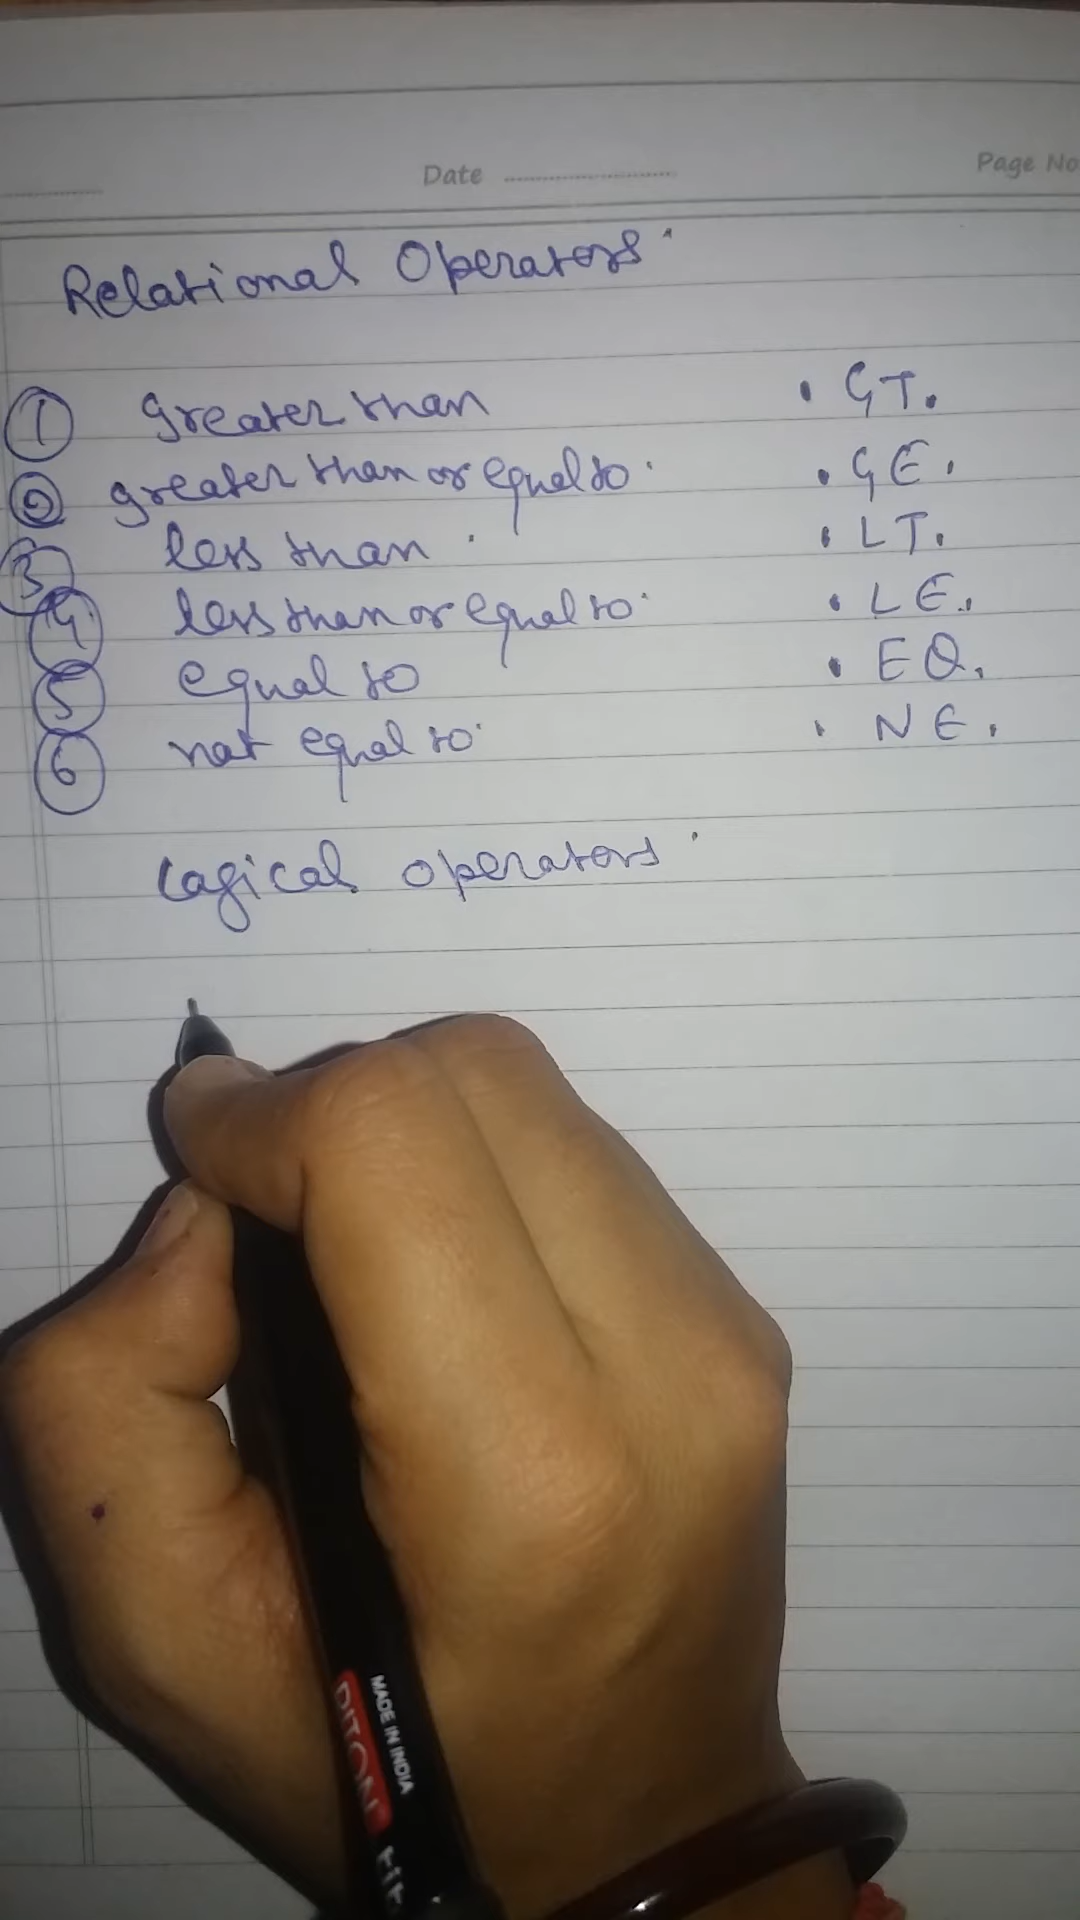 Date
Page No
Relational Operators
① greater than .GT.
② greater than or equal to .GE.
③ less than .LT.
④ less than or equal to .LE.
⑤ equal to .EQ.
⑥ not equal to .NE.
Logical operators
MADE IN INDIA